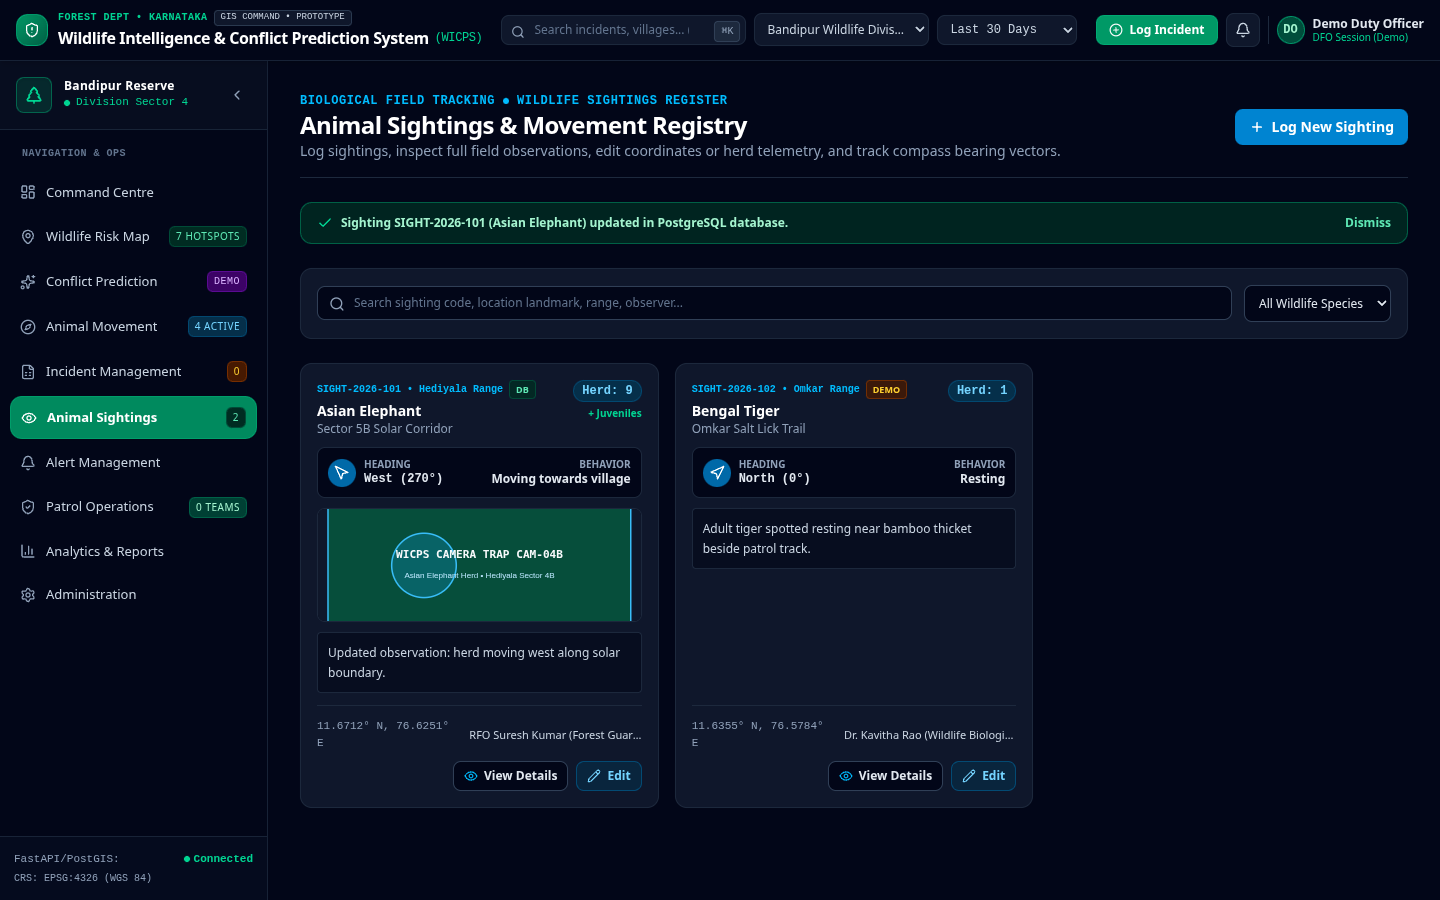 FOREST DEPT • KARNATAKA GIS COMMAND • PROTOTYPE
Wildlife Intelligence & Conflict Prediction System (WICPS)
Search incidents, villages... ⌘K
Bandipur Wildlife Divis...
Last 30 Days
Log Incident
DO
Demo Duty Officer
DFO Session (Demo)
Bandipur Reserve
Division Sector 4
NAVIGATION & OPS
Command Centre
Wildlife Risk Map 7 HOTSPOTS
Conflict Prediction DEMO
Animal Movement 4 ACTIVE
Incident Management 0
Animal Sightings 2
Alert Management
Patrol Operations 0 TEAMS
Analytics & Reports
Administration
FastAPI/PostGIS: Connected
CRS: EPSG:4326 (WGS 84)
BIOLOGICAL FIELD TRACKING ● WILDLIFE SIGHTINGS REGISTER
Animal Sightings & Movement Registry
Log sightings, inspect full field observations, edit coordinates or herd telemetry, and track compass bearing vectors.
Log New Sighting
Sighting SIGHT-2026-101 (Asian Elephant) updated in PostgreSQL database. Dismiss
Search sighting code, location landmark, range, observer...
All Wildlife Species
SIGHT-2026-101 • Hediyala Range DB Herd: 9
Asian Elephant + Juveniles
Sector 5B Solar Corridor
HEADING BEHAVIOR
West (270°) Moving towards village
WICPS CAMERA TRAP CAM-04B
Asian Elephant Herd • Hediyala Sector 4B
Updated observation: herd moving west along solar
boundary.
11.6712° N, 76.6251°
E
RFO Suresh Kumar (Forest Guar...
View Details Edit
SIGHT-2026-102 • Omkar Range DEMO Herd: 1
Bengal Tiger
Omkar Salt Lick Trail
HEADING BEHAVIOR
North (0°) Resting
Adult tiger spotted resting near bamboo thicket
beside patrol track.
11.6355° N, 76.5784°
E
Dr. Kavitha Rao (Wildlife Biologi...
View Details Edit